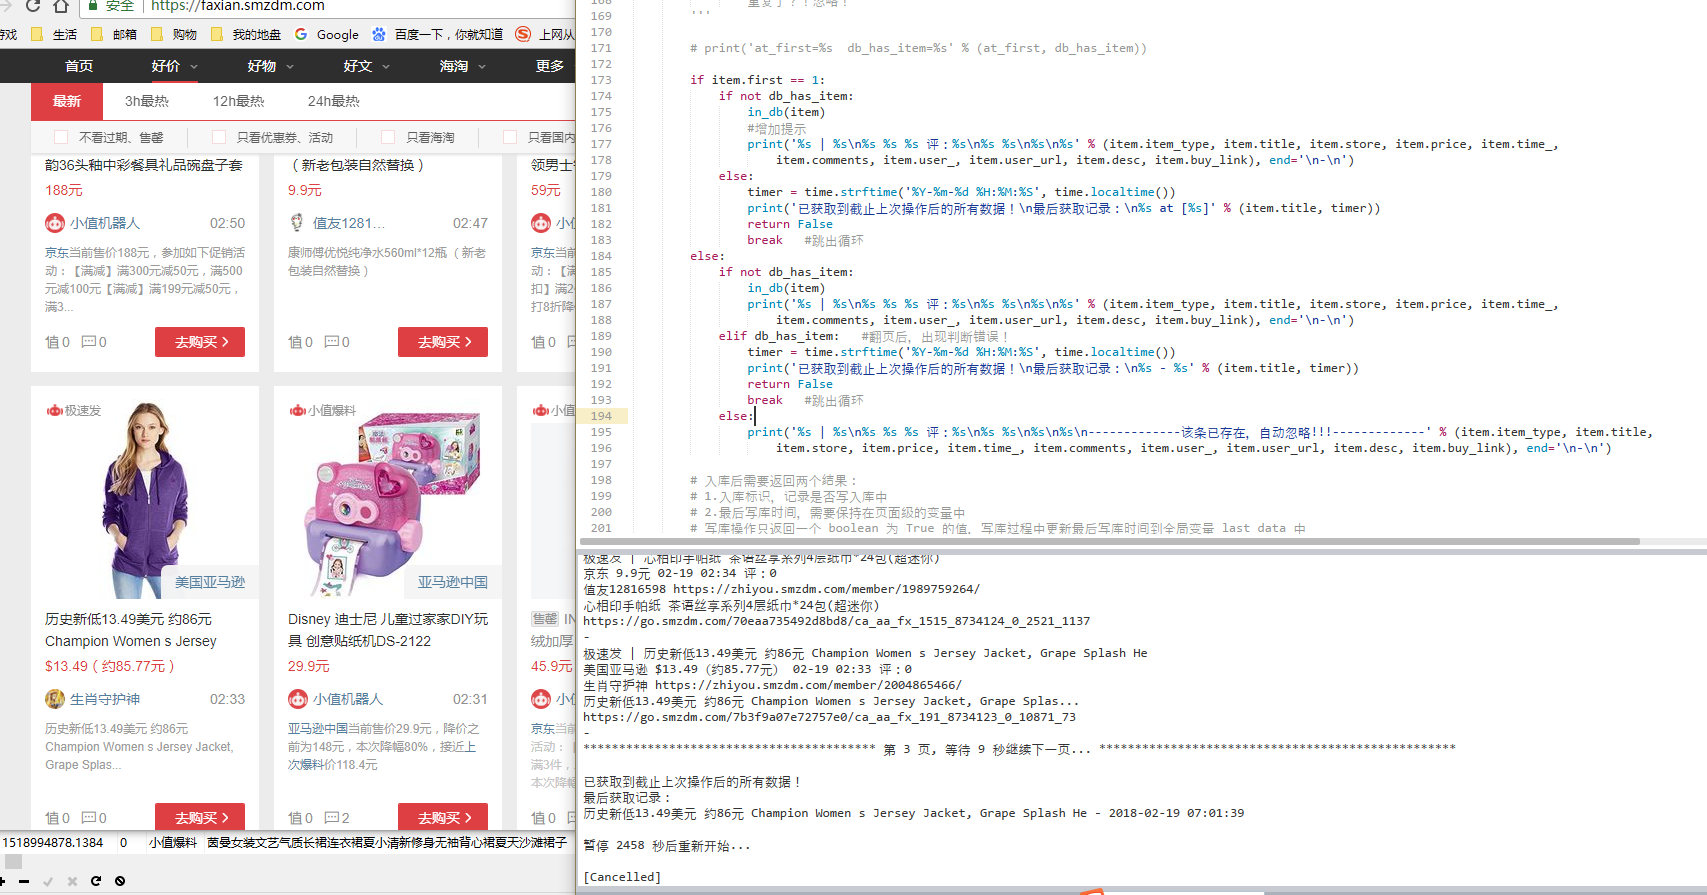 安全 https://faxian.smzdm.com
游戏 生活 邮箱 购物 我的地盘 Google 百度一下，你就知道 上网从
首页 好价 好物 好文 海淘 更多
最新 3h最热 12h最热 24h最热
不看过期、售罄 只看优惠券、活动 只看海淘 只看国内
韵36头釉中彩餐具礼品碗盘子套
188元
小值机器人 02:50
京东当前售价188元，参加如下促销活
动：【满减】满300元减50元，满500
元减100元【满减】满199元减50元，
满3...
值 0 0 去购买
（新老包装自然替换）
9.9元
值友1281... 02:47
康师傅优悦纯净水560ml*12瓶（新老
包装自然替换）
值 0 0 去购买
领男士
59元
小值
京东当前
动：【满
扣】满2
打8折降
值 0
极速发
美国亚马逊
历史新低13.49美元 约86元
Champion Women s Jersey
$13.49（约85.77元）
生肖守护神 02:33
历史新低13.49美元 约86元
Champion Women s Jersey Jacket,
Grape Splas...
值 0 0 去购买
小值爆料
亚马逊中国
Disney 迪士尼 儿童过家家DIY玩
具 创意贴纸机DS-2122
29.9元
小值机器人 02:31
亚马逊中国当前售价29.9元，降价之
前为148元，本次降幅80%，接近上
次爆料价118.4元
值 0 2 去购买
小值
售罄 IN
绒加厚
45.9元
小
京东当前
活动：
满3件，
本次降幅
值 0
1518994878.1384 0 小值爆料 茵曼女装文艺气质长裙连衣裙夏小清新修身无袖背心裙夏天沙滩裙子
168 重复了？！忽略！
169 '''
170
171 # print('at_first=%s  db_has_item=%s' % (at_first, db_has_item))
172
173 if item.first == 1:
174 if not db_has_item:
175 in_db(item)
176 #增加提示
177 print('%s | %s\n%s %s %s 评：%s\n%s %s\n%s\n%s' % (item.item_type, item.title, item.store, item.price, item.time_,
178 item.comments, item.user_, item.user_url, item.desc, item.buy_link), end='\n-\n')
179 else:
180 timer = time.strftime('%Y-%m-%d %H:%M:%S', time.localtime())
181 print('已获取到截止上次操作后的所有数据！\n最后获取记录：\n%s at [%s]' % (item.title, timer))
182 return False
183 break   #跳出循环
184 else:
185 if not db_has_item:
186 in_db(item)
187 print('%s | %s\n%s %s %s 评：%s\n%s %s\n%s\n%s' % (item.item_type, item.title, item.store, item.price, item.time_,
188 item.comments, item.user_, item.user_url, item.desc, item.buy_link), end='\n-\n')
189 elif db_has_item:   #翻页后，出现判断错误！
190 timer = time.strftime('%Y-%m-%d %H:%M:%S', time.localtime())
191 print('已获取到截止上次操作后的所有数据！\n最后获取记录：\n%s - %s' % (item.title, timer))
192 return False
193 break   #跳出循环
194 else:
195 print('%s | %s\n%s %s %s 评：%s\n%s %s\n%s\n%s\n-------------该条已存在，自动忽略!!!-------------' % (item.item_type, item.title,
196 item.store, item.price, item.time_, item.comments, item.user_, item.user_url, item.desc, item.buy_link), end='\n-\n')
197
198 # 入库后需要返回两个结果：
199 # 1.入库标识，记录是否写入库中
200 # 2.最后写库时间，需要保持在页面级的变量中
201 # 写库操作只返回一个 boolean 为 True 的值，写库过程中更新最后写库时间到全局变量 last data 中
极速发 | 心相印手帕纸 茶语丝享系列4层纸巾*24包(超迷你)
京东 9.9元 02-19 02:34 评：0
值友12816598 https://zhiyou.smzdm.com/member/1989759264/
心相印手帕纸 茶语丝享系列4层纸巾*24包(超迷你)
https://go.smzdm.com/70eaa735492d8bd8/ca_aa_fx_1515_8734124_0_2521_1137
-
极速发 | 历史新低13.49美元 约86元 Champion Women s Jersey Jacket, Grape Splash He
美国亚马逊 $13.49（约85.77元） 02-19 02:33 评：0
生肖守护神 https://zhiyou.smzdm.com/member/2004865466/
历史新低13.49美元 约86元 Champion Women s Jersey Jacket, Grape Splas...
https://go.smzdm.com/7b3f9a07e72757e0/ca_aa_fx_191_8734123_0_10871_73
-
***************************************** 第 3 页，等待 9 秒继续下一页... **************************************************
已获取到截止上次操作后的所有数据！
最后获取记录：
历史新低13.49美元 约86元 Champion Women s Jersey Jacket, Grape Splash He - 2018-02-19 07:01:39
暂停 2458 秒后重新开始...
[Cancelled]